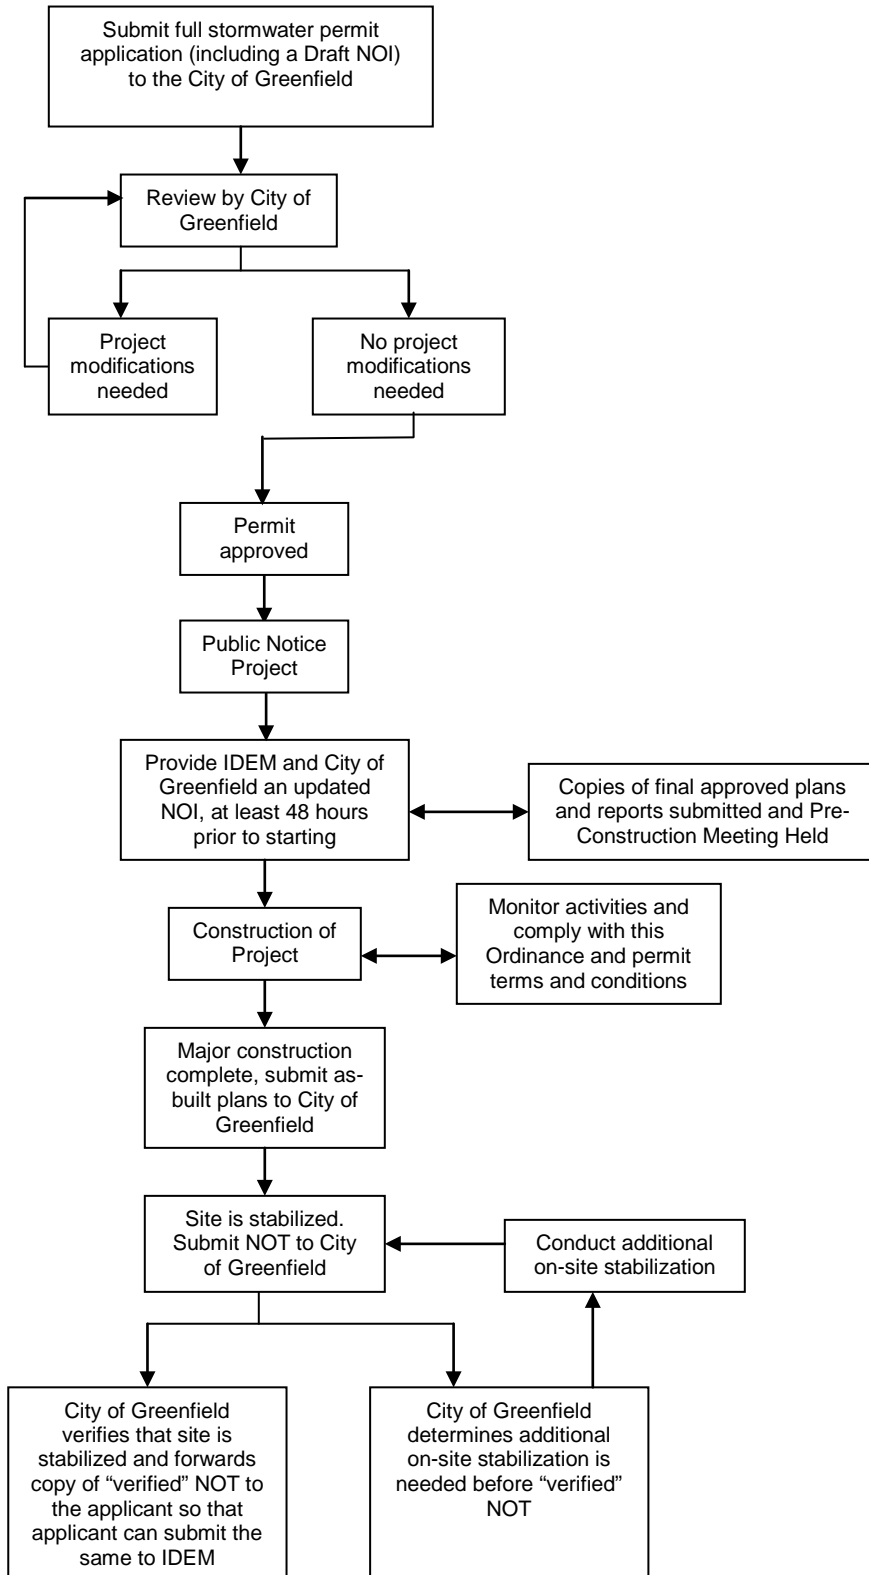 Submit full stormwater permit
application (including a Draft NOI)
to the City of Greenfield
Review by City of
Greenfield
Project
modifications
needed
No project
modifications
needed
Permit
approved
Public Notice
Project
Provide IDEM and City of
Greenfield an updated
NOI, at least 48 hours
prior to starting
Copies of final approved plans
and reports submitted and Pre-
Construction Meeting Held
Construction of
Project
Monitor activities and
comply with this
Ordinance and permit
terms and conditions
Major construction
complete, submit as-
built plans to City of
Greenfield
Site is stabilized.
Submit NOT to City
of Greenfield
Conduct additional
on-site stabilization
City of Greenfield
verifies that site is
stabilized and forwards
copy of “verified” NOT to
the applicant so that
applicant can submit the
same to IDEM
City of Greenfield
determines additional
on-site stabilization is
needed before “verified”
NOT